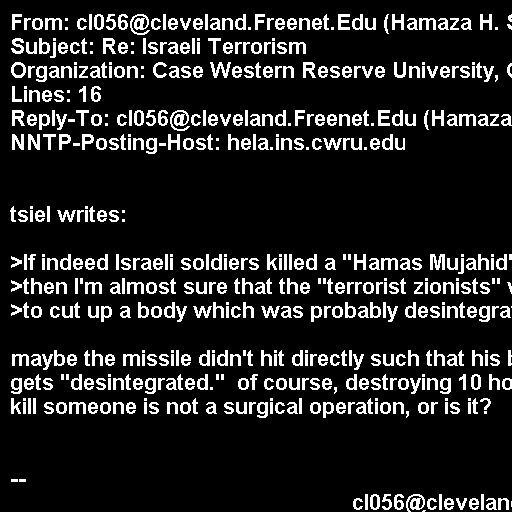 From: cl056@cleveland.Freenet.Edu (Hamaza H. S
Subject: Re: Israeli Terrorism
Organization: Case Western Reserve University,
Lines: 16
Reply-To: cl056@cleveland.Freenet.Edu (Hamaza
NNTP-Posting-Host: hela.ins.cwru.edu
tsiel writes:
>If indeed Israeli soldiers killed a "Hamas Mujahid"
>then I'm almost sure that the "terrorist zionists"
>to cut up a body which was probably desintegra
maybe the missile didn't hit directly such that his
gets "desintegrated."  of course, destroying 10 ho
kill someone is not a surgical operation, or is it?
--
cl056@clevelan